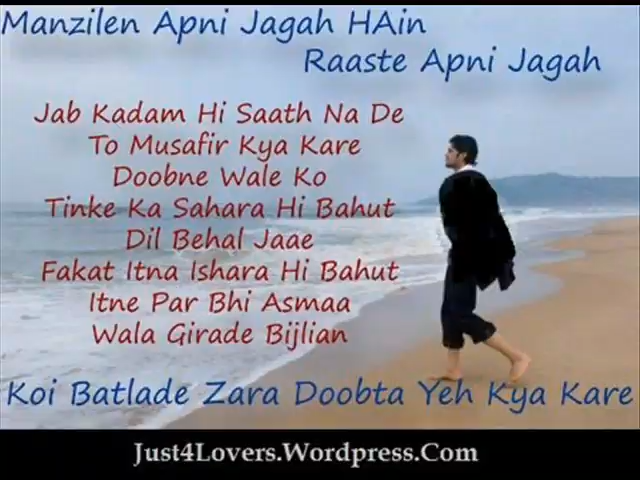 Manzilen Apni Jagah HAin
Raaste Apni Jagah
Jab Kadam Hi Saath Na De
To Musafir Kya Kare
Doobne Wale Ko
Tinke Ka Sahara Hi Bahut
Dil Behal Jaae
Fakat Itna Ishara Hi Bahut
Itne Par Bhi Asmaa
Wala Girade Bijlian
Koi Batlade Zara Doobta Yeh Kya Kare
Just4Lovers.Wordpress.Com